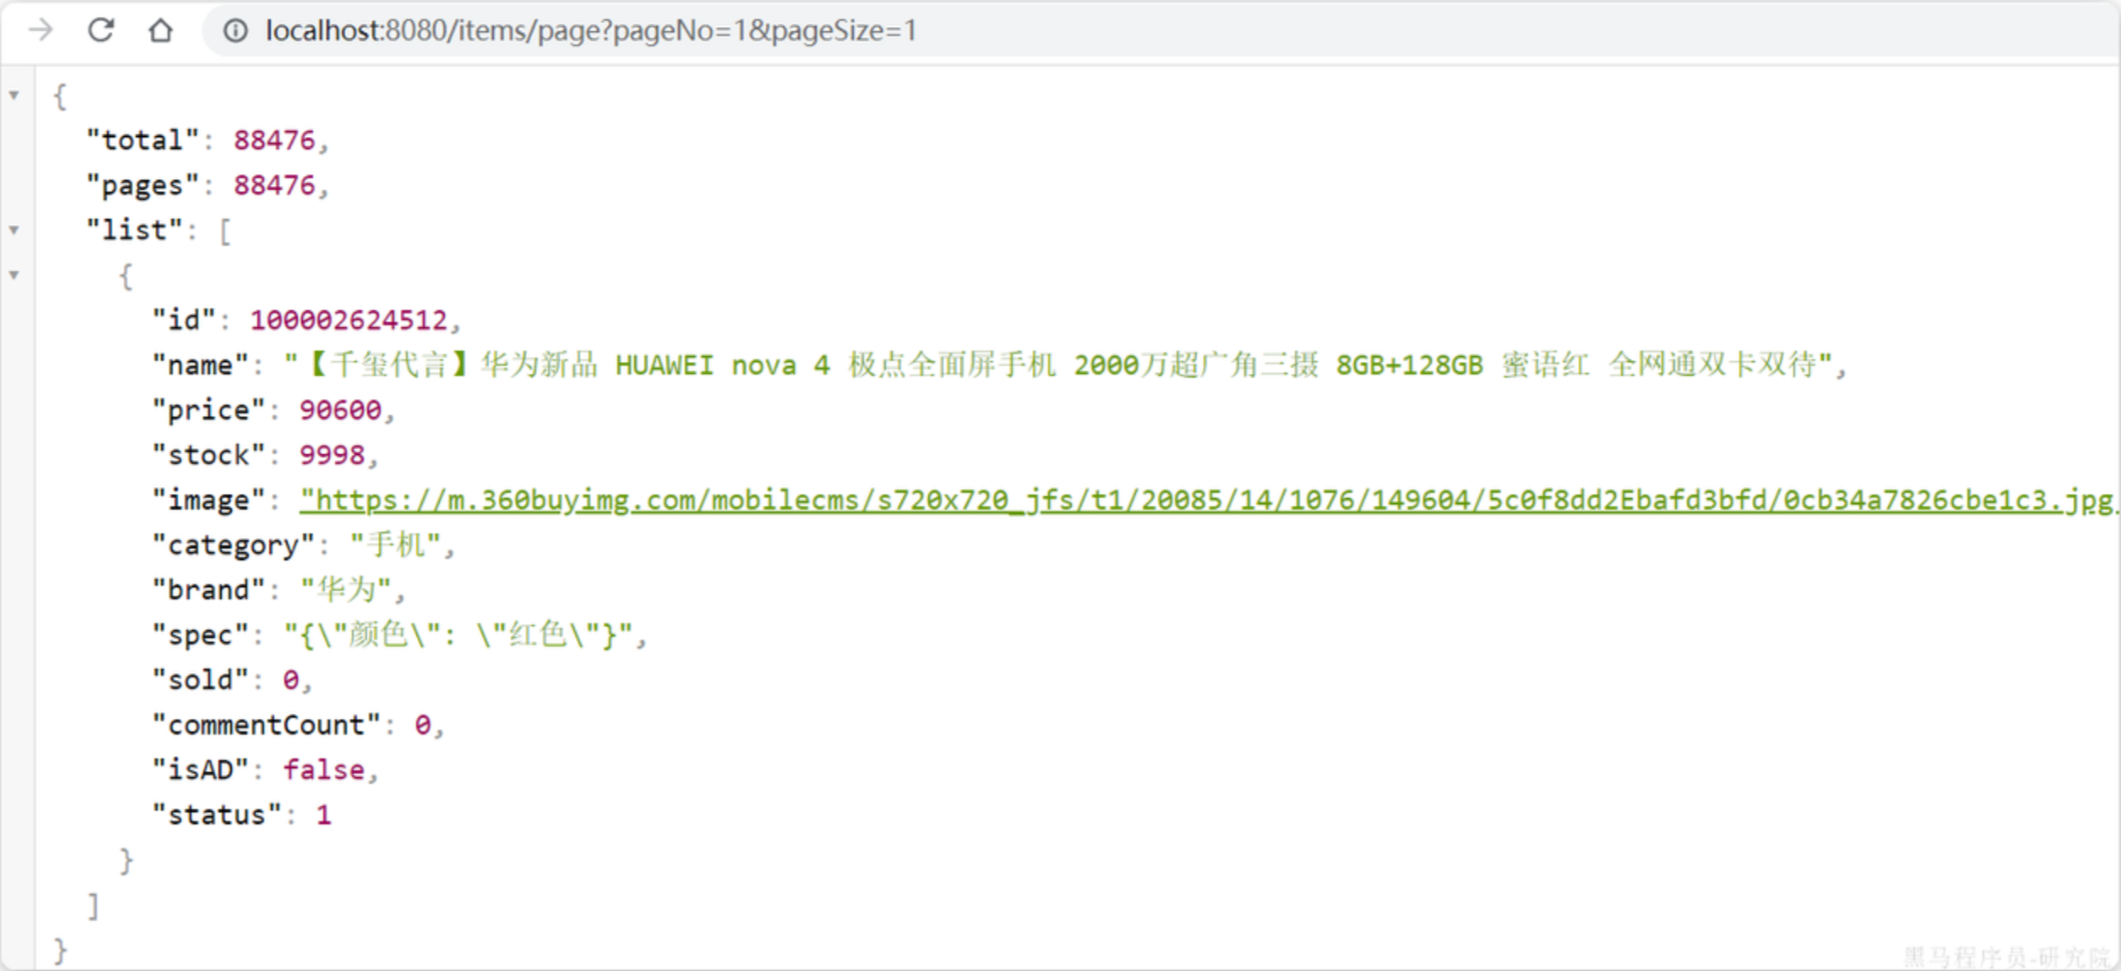 localhost:8080/items/page?pageNo=1&pageSize=1
{
"total": 88476,
"pages": 88476,
"list": [
{
"id": 100002624512,
"name": "【千玺代言】华为新品 HUAWEI nova 4 极点全面屏手机 2000万超广角三摄 8GB+128GB 蜜语红 全网通双卡双待",
"price": 90600,
"stock": 9998,
"image": "https://m.360buyimg.com/mobilecms/s720x720_jfs/t1/20085/14/1076/149604/5c0f8dd2Ebafd3bfd/0cb34a7826cbe1c3.jpg.
"category": "手机",
"brand": "华为",
"spec": "{\"颜色\": \"红色\"}",
"sold": 0,
"commentCount": 0,
"isAD": false,
"status": 1
}
]
}
黑马程序员-研究院